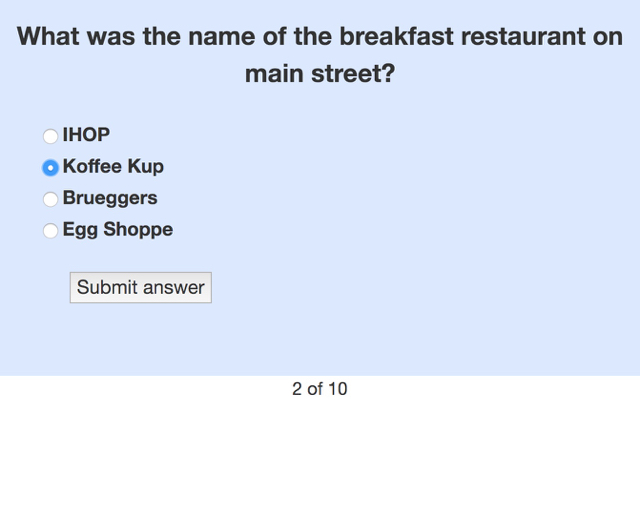 What was the name of the breakfast restaurant on
main street?
IHOP
Koffee Kup
Brueggers
Egg Shoppe
Submit answer
2 of 10